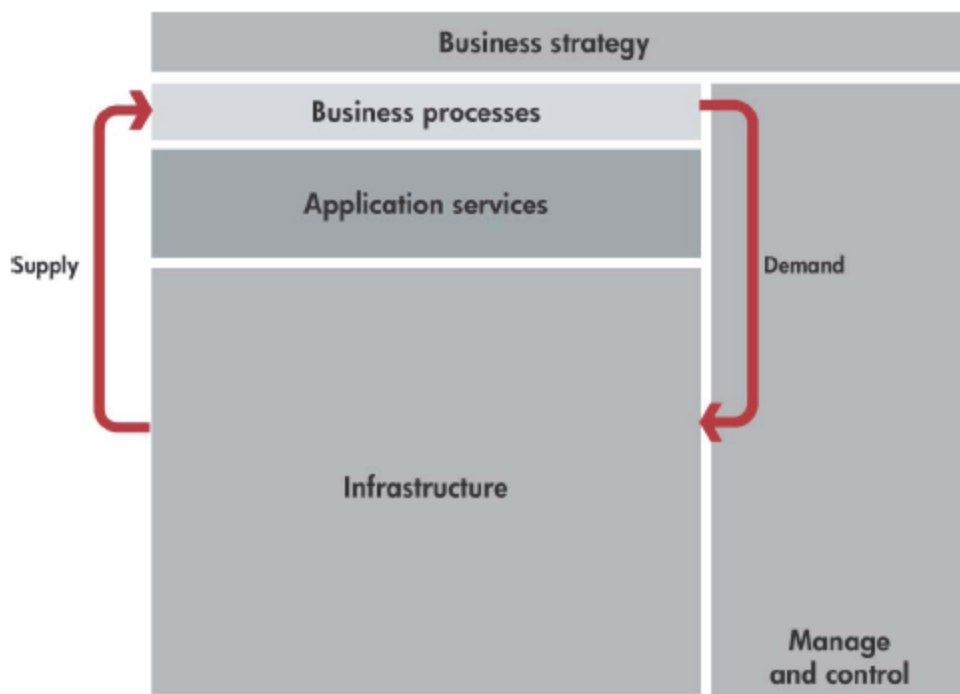 Business strategy
Business processes
Application services
Supply
Demand
Infrastructure
Manage
and control